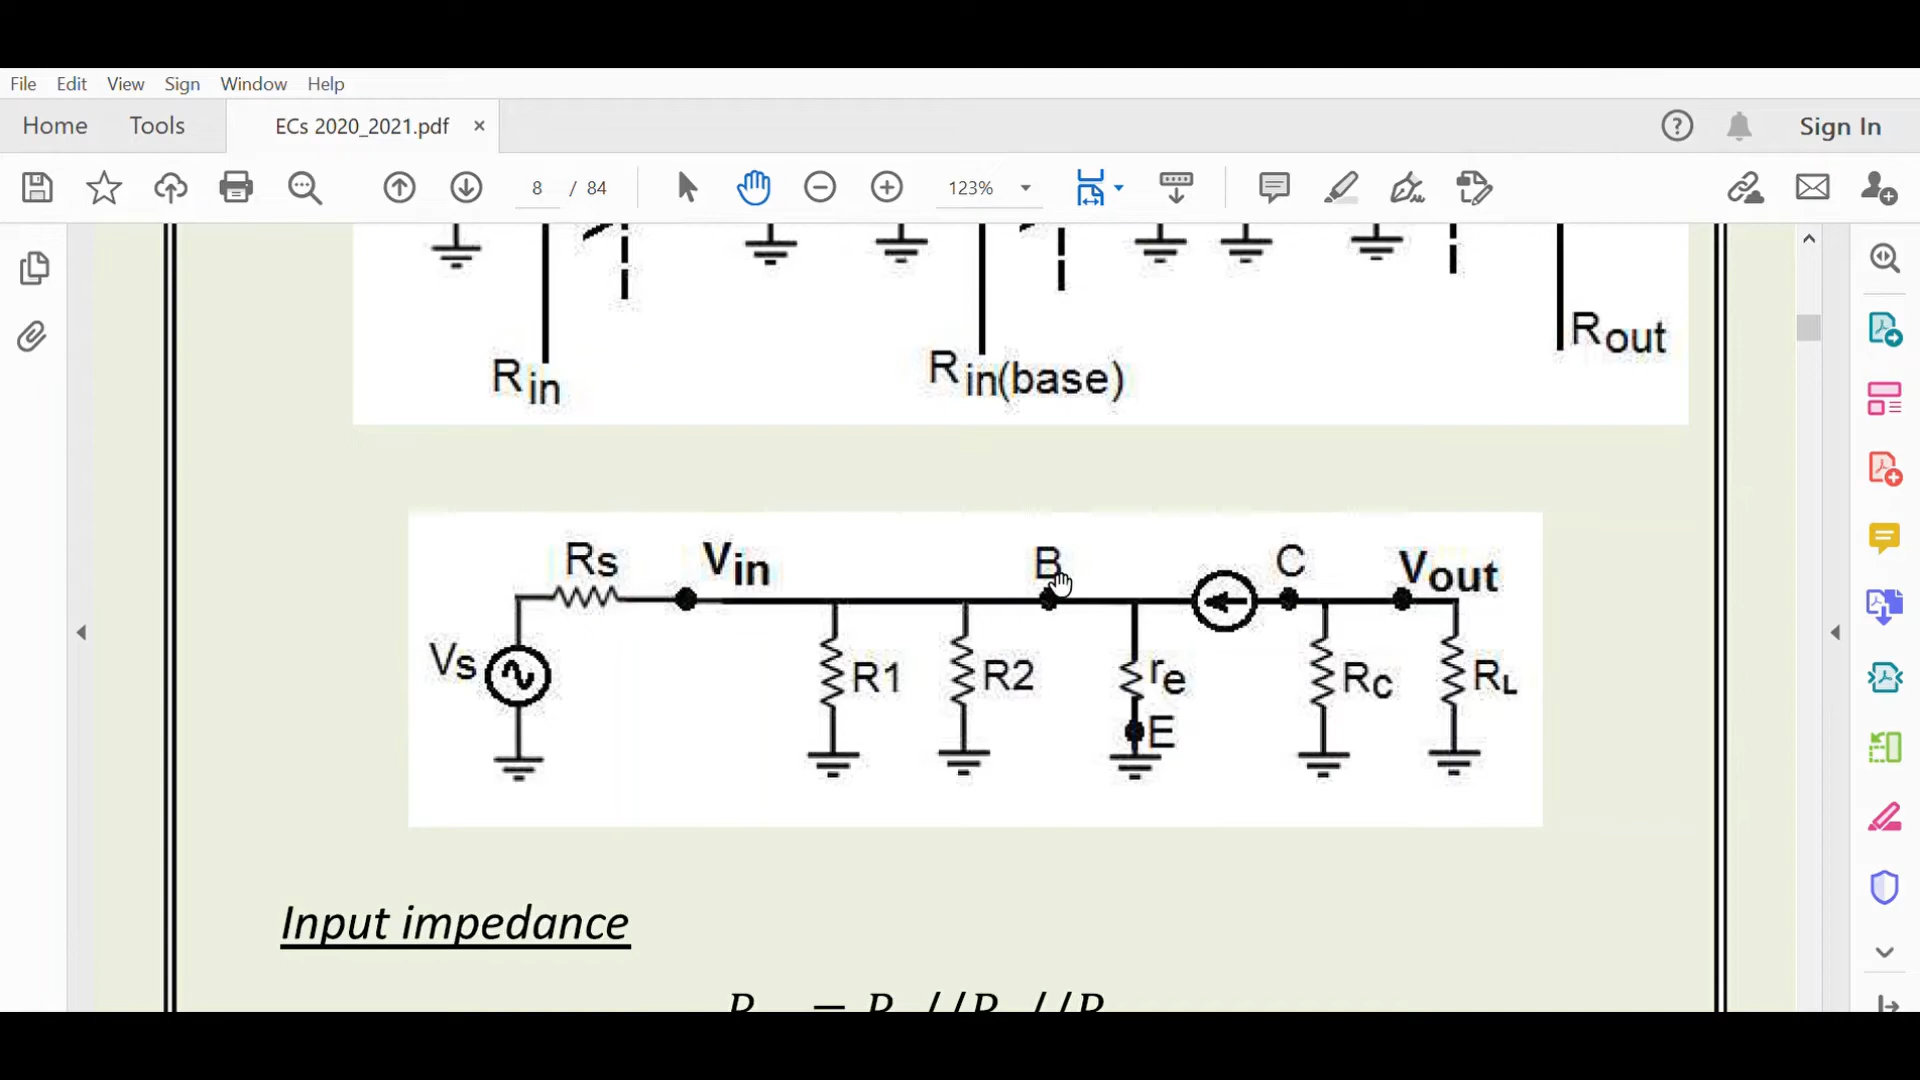 File Edit View Sign Window Help
Home Tools ECs 2020_2021.pdf × Sign In
8 / 84 123%
Rin
Rin(base)
Rout
Rs Vin B C Vout
Vs R1 R2 re RC RL
E
Input impedance